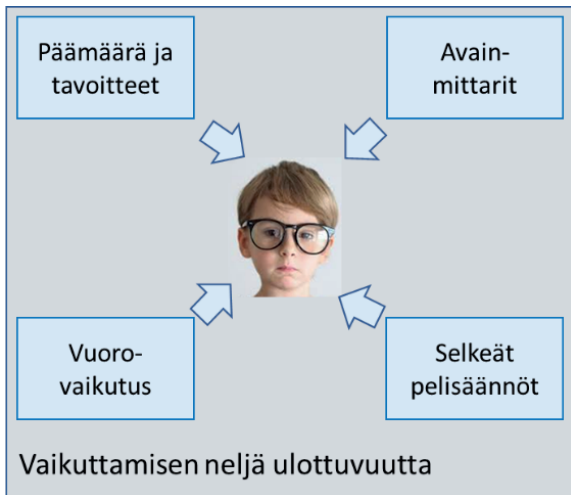 Päämäärä ja
tavoitteet
Avain-
mittarit
Vuoro-
vaikutus
Selkeät
pelisäännöt
Vaikuttamisen neljä ulottuvuutta